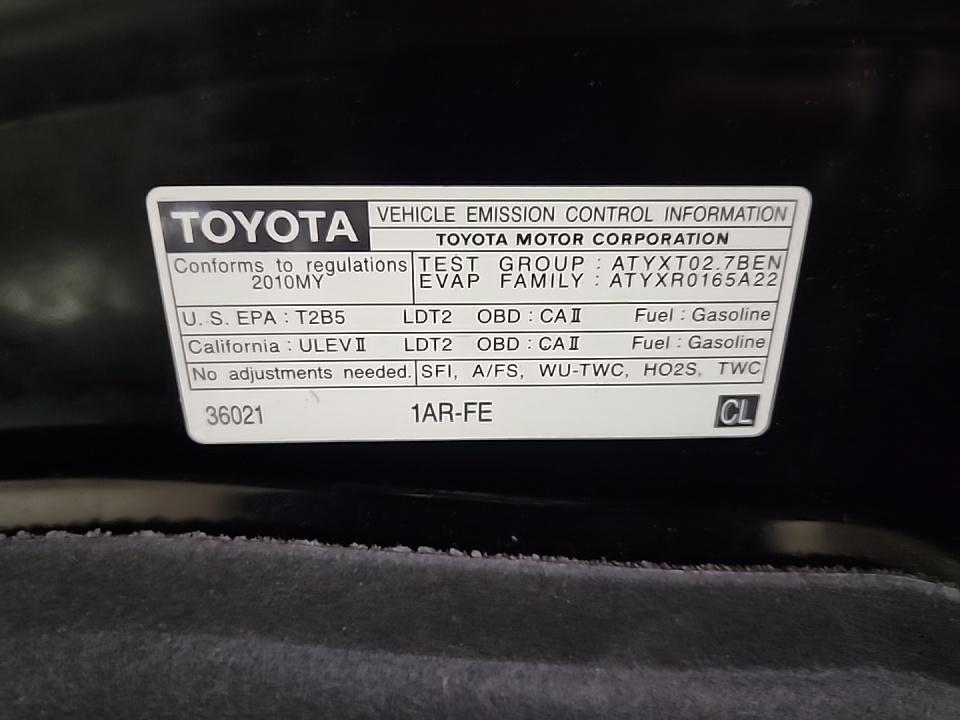 TOYOTA VEHICLE EMISSION CONTROL INFORMATION
TOYOTA MOTOR CORPORATION
Conforms to regulations
2010MY
TEST GROUP : ATYXT02.7BEN
EVAP FAMILY : ATYXR0165A22
U.S. EPA : T2B5 LDT2 OBD : CAⅡ Fuel : Gasoline
California : ULEVⅡ LDT2 OBD : CAⅡ Fuel : Gasoline
No adjustments needed. SFI, A/FS, WU-TWC, HO2S, TWC
36021 1AR-FE CL